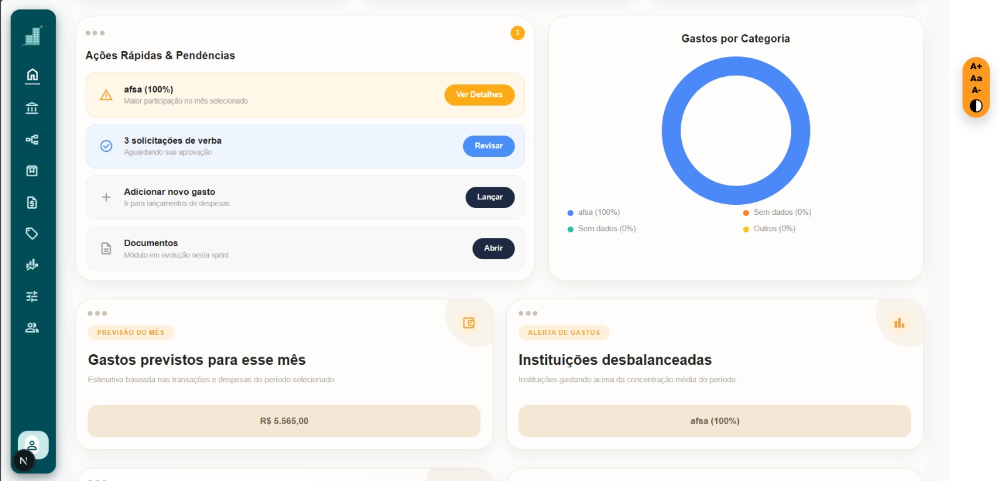 3
Ações Rápidas & Pendências
afsa (100%)
Maior participação no mês selecionado
Ver Detalhes
3 solicitações de verba
Aguardando sua aprovação
Revisar
Adicionar novo gasto
Ir para lançamentos de despesas
Lançar
Documentos
Módulo em evolução nesta sprint
Abrir
Gastos por Categoria
afsa (100%)
Sem dados (0%)
Sem dados (0%)
Outros (0%)
A+
Aa
A-
PREVISÃO DO MÊS
Gastos previstos para esse mês
Estimativa baseada nas transações e despesas do período selecionado.
R$ 5.565,00
ALERTA DE GASTOS
Instituições desbalanceadas
Instituições gastando acima da concentração média do período.
afsa (100%)
N